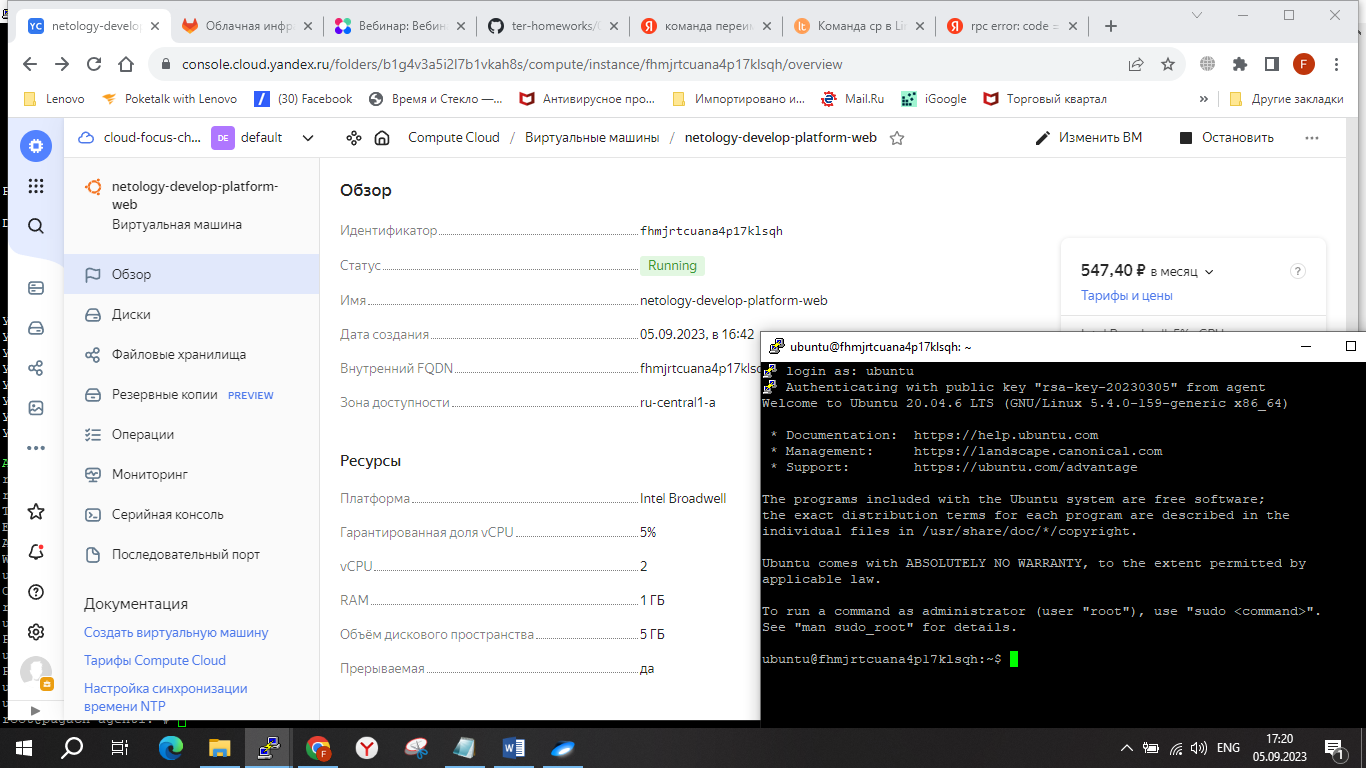 netology-develop
Облачная инфра
Вебинар: Вебин
ter-homeworks/
команда переим
Команда cp в Lin
rpc error: code =
console.cloud.yandex.ru/folders/b1g4v3a5i2l7b1vkah8s/compute/instance/fhmjrtcuana4p17klsqh/overview
F
Lenovo
Poketalk with Lenovo
(30) Facebook
Время и Стекло —...
Антивирусное про...
Импортировано и...
Mail.Ru
iGoogle
Торговый квартал
»
Другие закладки
cloud-focus-ch...
DE
default
Compute Cloud / Виртуальные машины / netology-develop-platform-web
Изменить ВМ
Остановить
netology-develop-platform-
web
Виртуальная машина
Обзор
Диски
Файловые хранилища
Резервные копии PREVIEW
Операции
Мониторинг
Серийная консоль
Последовательный порт
Документация
Создать виртуальную машину
Тарифы Compute Cloud
Настройка синхронизации
времени NTP
Обзор
Идентификатор fhmjrtcuana4p17klsqh
Статус Running
Имя netology-develop-platform-web
Дата создания 05.09.2023, в 16:42
Внутренний FQDN fhmjrtcuana4p17klsq
Зона доступности ru-central1-a
Ресурсы
Платформа Intel Broadwell
Гарантированная доля vCPU 5%
vCPU 2
RAM 1 ГБ
Объём дискового пространства 5 ГБ
Прерываемая да
547,40 ₽ в месяц
?
Тарифы и цены
ubuntu@fhmjrtcuana4p17klsqh: ~
login as: ubuntu
Authenticating with public key "rsa-key-20230305" from agent
Welcome to Ubuntu 20.04.6 LTS (GNU/Linux 5.4.0-159-generic x86_64)
* Documentation: https://help.ubuntu.com
* Management: https://landscape.canonical.com
* Support: https://ubuntu.com/advantage
The programs included with the Ubuntu system are free software;
the exact distribution terms for each program are described in the
individual files in /usr/share/doc/*/copyright.
Ubuntu comes with ABSOLUTELY NO WARRANTY, to the extent permitted by
applicable law.
To run a command as administrator (user "root"), use "sudo <command>".
See "man sudo_root" for details.
ubuntu@fhmjrtcuana4p17klsqh:~$
ENG
17:20
05.09.2023
1